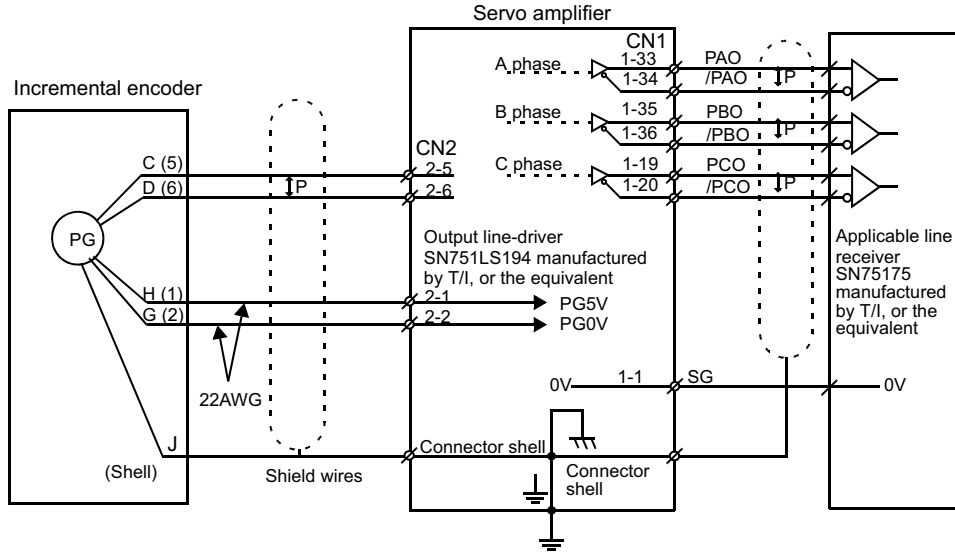 Servo amplifier
Incremental encoder
CN1
A phase
1-33
PAO
1-34
/PAO
P
B phase
1-35
PBO
1-36
/PBO
P
C phase
1-19
PCO
1-20
/PCO
P
CN2
C (5)
2-5
D (6)
P
2-6
PG
Output line-driver
SN751LS194 manufactured
by T/I, or the equivalent
Applicable line
receiver
SN75175
manufactured
by T/I, or the
equivalent
H (1)
2-1
PG5V
G (2)
2-2
PG0V
22AWG
0V
1-1
SG
0V
J
(Shell)
Shield wires
Connector shell
Connector
shell